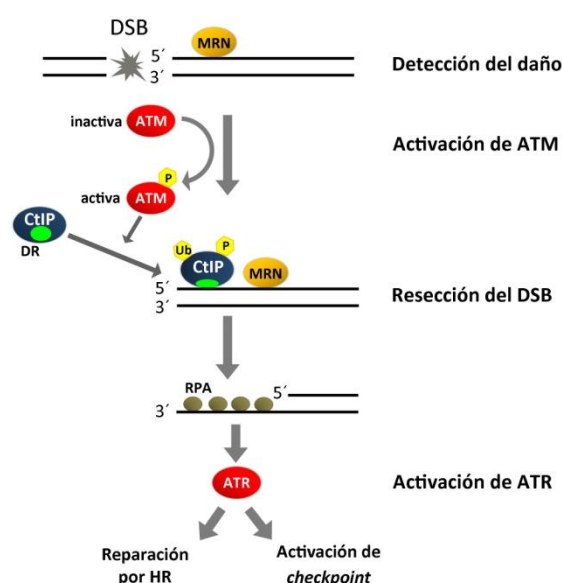 DSB
5´
3´
MRN
Detección del daño
inactiva
ATM
Activación de ATM
P
activa
ATM
CtIP
DR
Ub
P
CtIP
MRN
5´
3´
Resección del DSB
RPA
5´
3´
ATR
Activación de ATR
Reparación
por HR
Activación de
checkpoint